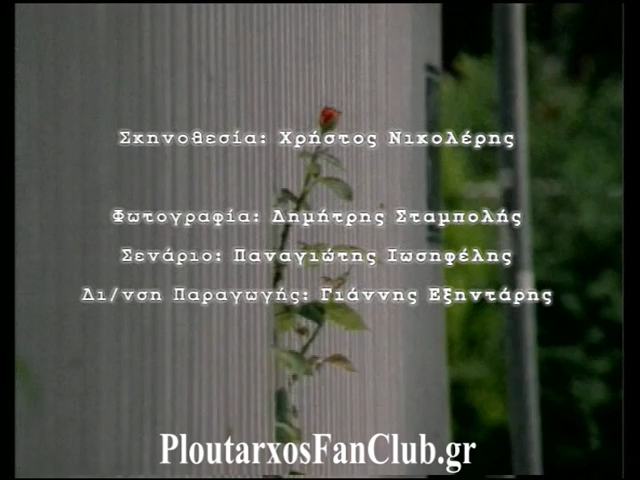 Σκηνοθεσία: Χρήστος Νικολέρης
Φωτογραφία: Δημήτρης Σταμπολής
Σενάριο: Παναγιώτης Ιωσηφέλης
Δι/νση Παραγωγής: Γιάννης Εξηντάρης
PloutarxosFanClub.gr